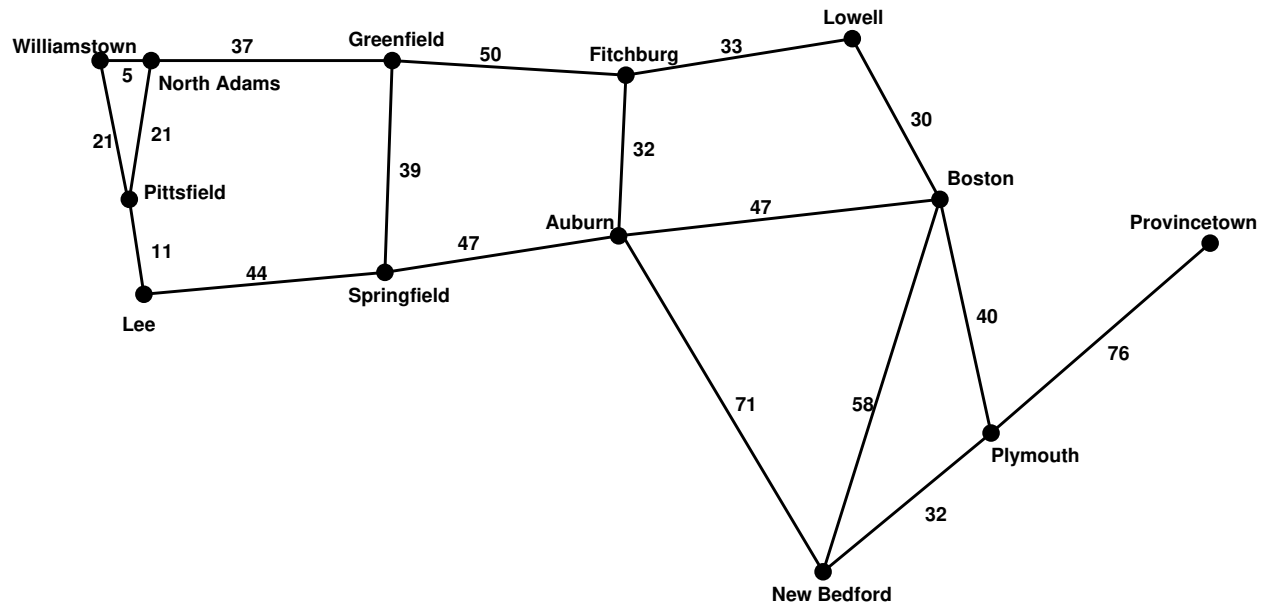 Lowell
Williamstown
37
Greenfield
50
Fitchburg
33
5
North Adams
30
21
21
32
39
Pittsfield
Boston
Auburn
47
Provincetown
11
44
47
Springfield
Lee
40
76
71
58
Plymouth
32
New Bedford